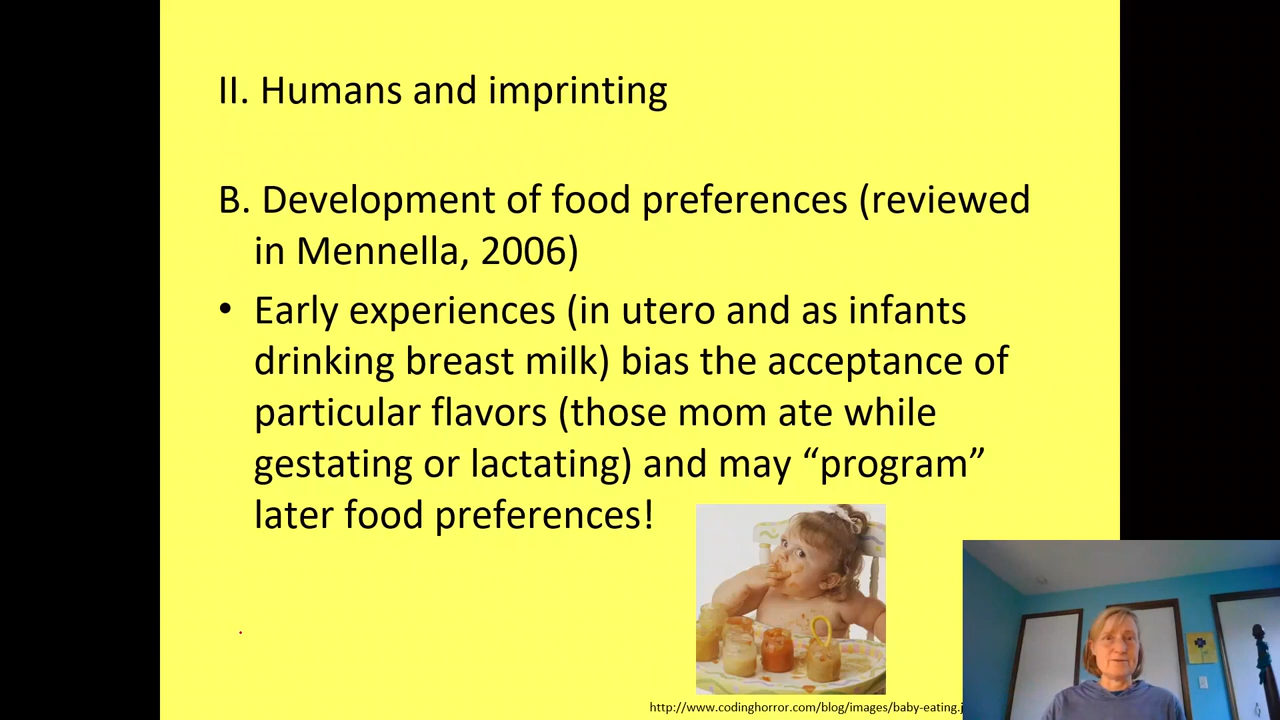 II. Humans and imprinting
B. Development of food preferences (reviewed
in Mennella, 2006)
• Early experiences (in utero and as infants
drinking breast milk) bias the acceptance of
particular flavors (those mom ate while
gestating or lactating) and may “program”
later food preferences!
http://www.codinghorror.com/blog/images/baby-eating.j